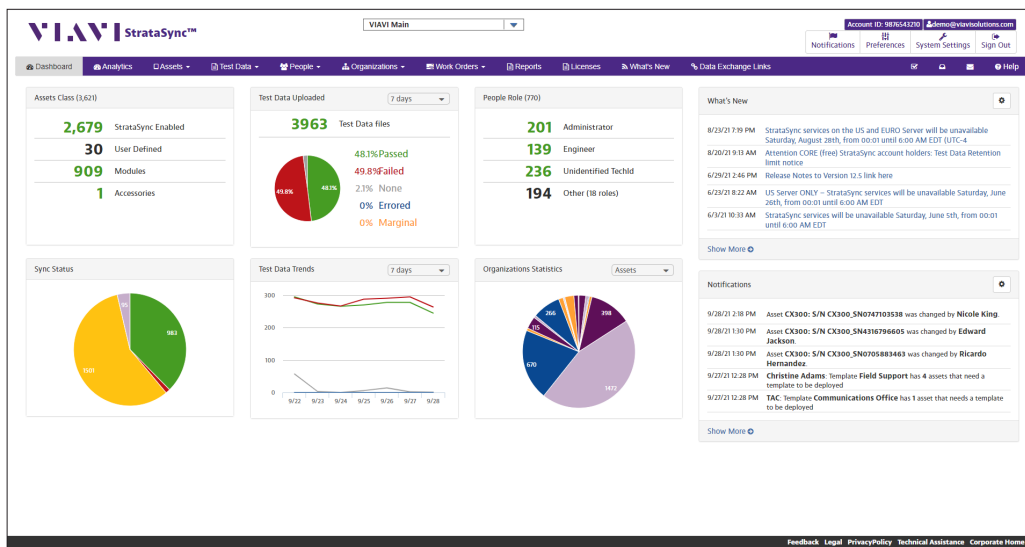 VIAVI StrataSync™
VIAVI Main
Account ID: 9876543210 demo@viavisolutions.com
Notifications Preferences System Settings Sign Out
Dashboard Analytics Assets Test Data People Organizations Work Orders Reports Licenses What's New Data Exchange Links Help
Assets Class (3,621)
2,679 StrataSync Enabled
30 User Defined
909 Modules
1 Accessories
Test Data Uploaded 7 days
3963 Test Data files
48.1% Passed
49.8% Failed
2.1% None
0% Errored
0% Marginal
49.8% 48.1%
People Role (770)
201 Administrator
139 Engineer
236 Unidentified TechId
194 Other (18 roles)
What's New
8/23/21 7:19 PM StrataSync services on the US and EURO Server will be unavailable
Saturday, August 28th, from 00:01 until 6:00 AM EDT (UTC-4
8/20/21 9:13 AM Attention CORE (free) StrataSync account holders: Test Data Retention
limit notice
6/29/21 2:46 PM Release Notes to Version 12.5 link here
6/23/21 8:22 AM US Server ONLY – StrataSync services will be unavailable Saturday, June
26th, from 00:01 until 6:00 AM EDT
6/3/21 10:33 AM StrataSync services will be unavailable Saturday, June 5th, from 00:01
until 6:00 AM EDT
Show More
Sync Status
95
983
1501
Test Data Trends 7 days
300
200
100
0
9/22 9/23 9/24 9/25 9/26 9/27 9/28
Organizations Statistics Assets
266 398
115
670
1422
Notifications
9/28/21 2:18 PM Asset CX300: S/N CX300_SN0747103538 was changed by Nicole King.
9/28/21 1:30 PM Asset CX300: S/N CX300_SN4316796605 was changed by Edward
Jackson.
9/28/21 1:30 PM Asset CX300: S/N CX300_SN0705883463 was changed by Ricardo
Hernandez.
9/27/21 12:28 PM Christine Adams: Template Field Support has 4 assets that need a
template to be deployed
9/27/21 12:28 PM TAC: Template Communications Office has 1 asset that needs a template
to be deployed
Show More
Feedback Legal PrivacyPolicy Technical Assistance Corporate Home